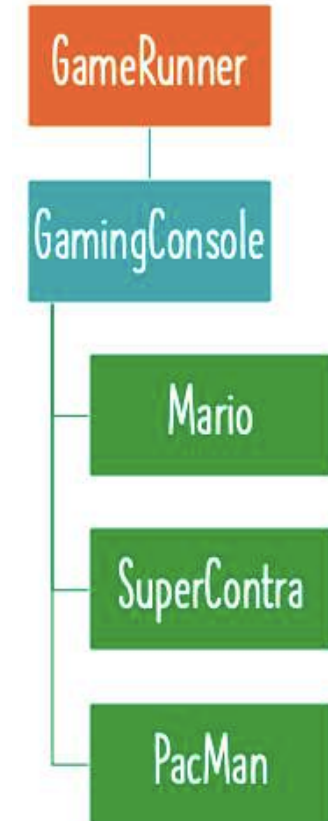 GameRunner
GamingConsole
Mario
SuperContra
PacMan